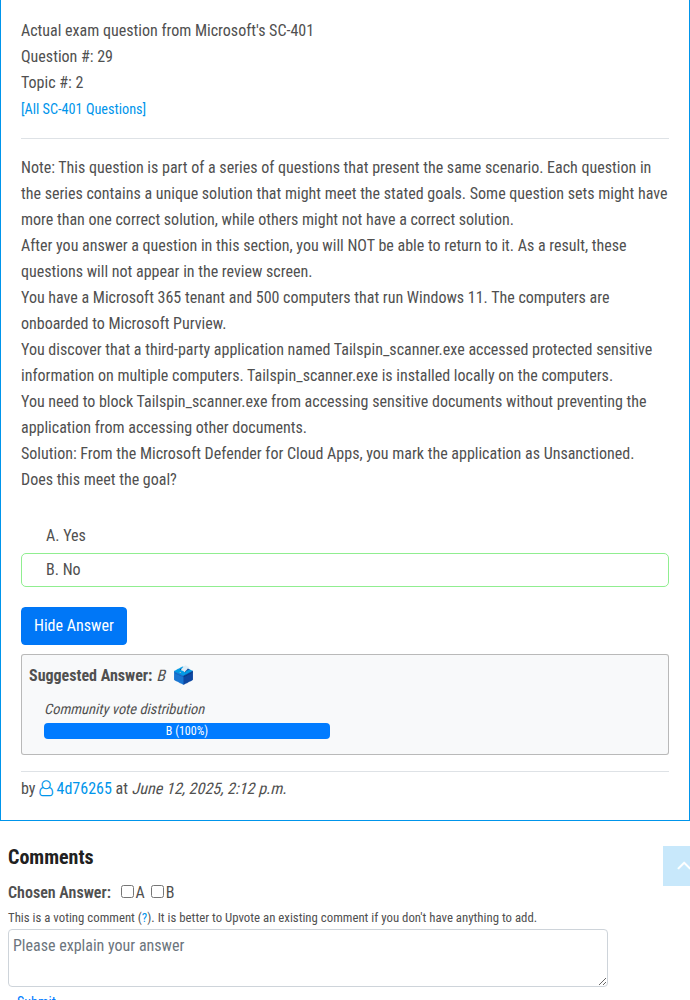 Actual exam question from Microsoft's SC-401
Question #: 29
Topic #: 2
[All SC-401 Questions]
Note: This question is part of a series of questions that present the same scenario. Each question in
the series contains a unique solution that might meet the stated goals. Some question sets might have
more than one correct solution, while others might not have a correct solution.
After you answer a question in this section, you will NOT be able to return to it. As a result, these
questions will not appear in the review screen.
You have a Microsoft 365 tenant and 500 computers that run Windows 11. The computers are
onboarded to Microsoft Purview.
You discover that a third-party application named Tailspin_scanner.exe accessed protected sensitive
information on multiple computers. Tailspin_scanner.exe is installed locally on the computers.
You need to block Tailspin_scanner.exe from accessing sensitive documents without preventing the
application from accessing other documents.
Solution: From the Microsoft Defender for Cloud Apps, you mark the application as Unsanctioned.
Does this meet the goal?
A. Yes
B. No
Hide Answer
Suggested Answer: B
Community vote distribution
B (100%)
by 4d76265 at June 12, 2025, 2:12 p.m.
Comments
Chosen Answer: A B
This is a voting comment (?). It is better to Upvote an existing comment if you don't have anything to add.
Please explain your answer
Submit